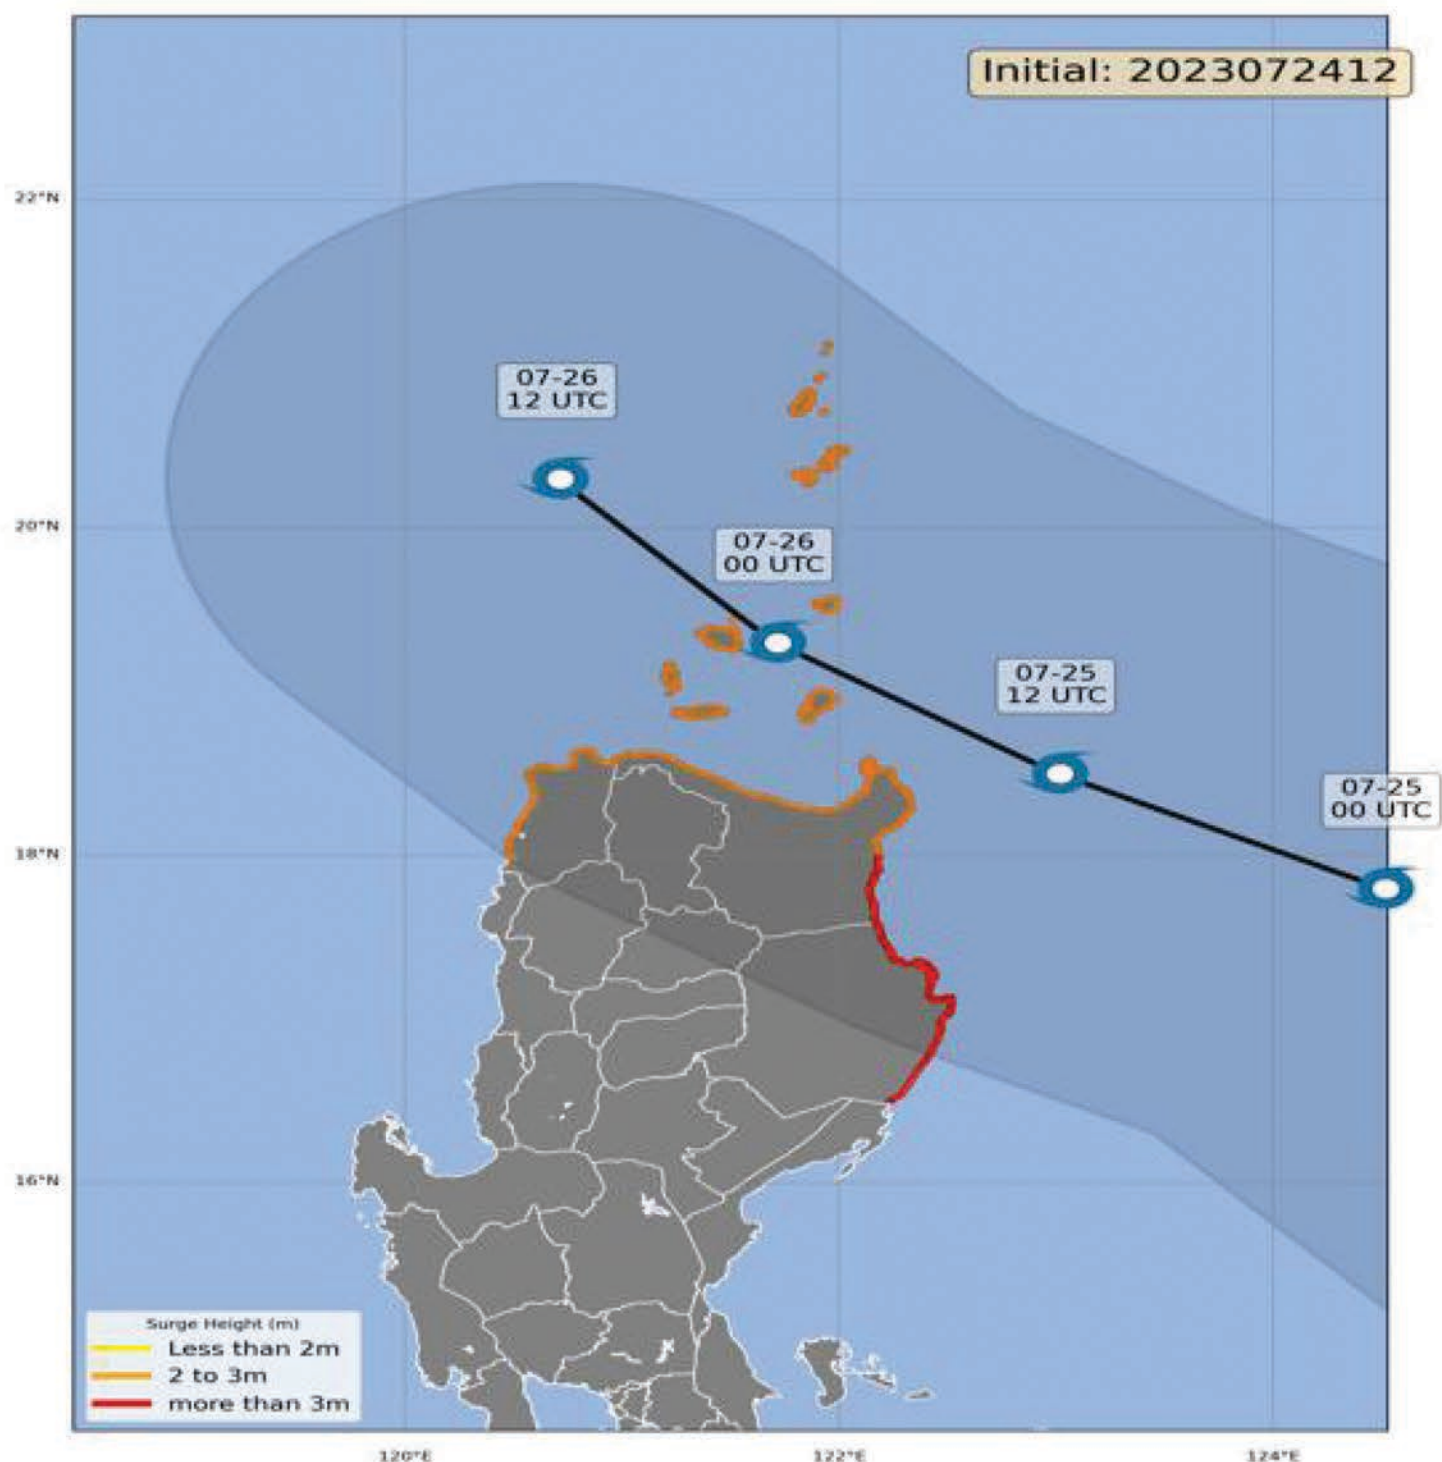 Initial: 2023072412
22°N
07-26
12 UTC
20°N
07-26
00 UTC
07-25
12 UTC
07-25
00 UTC
18°N
16°N
Surge Height (m)
Less than 2m
2 to 3m
more than 3m
120°E
122°E
124°E